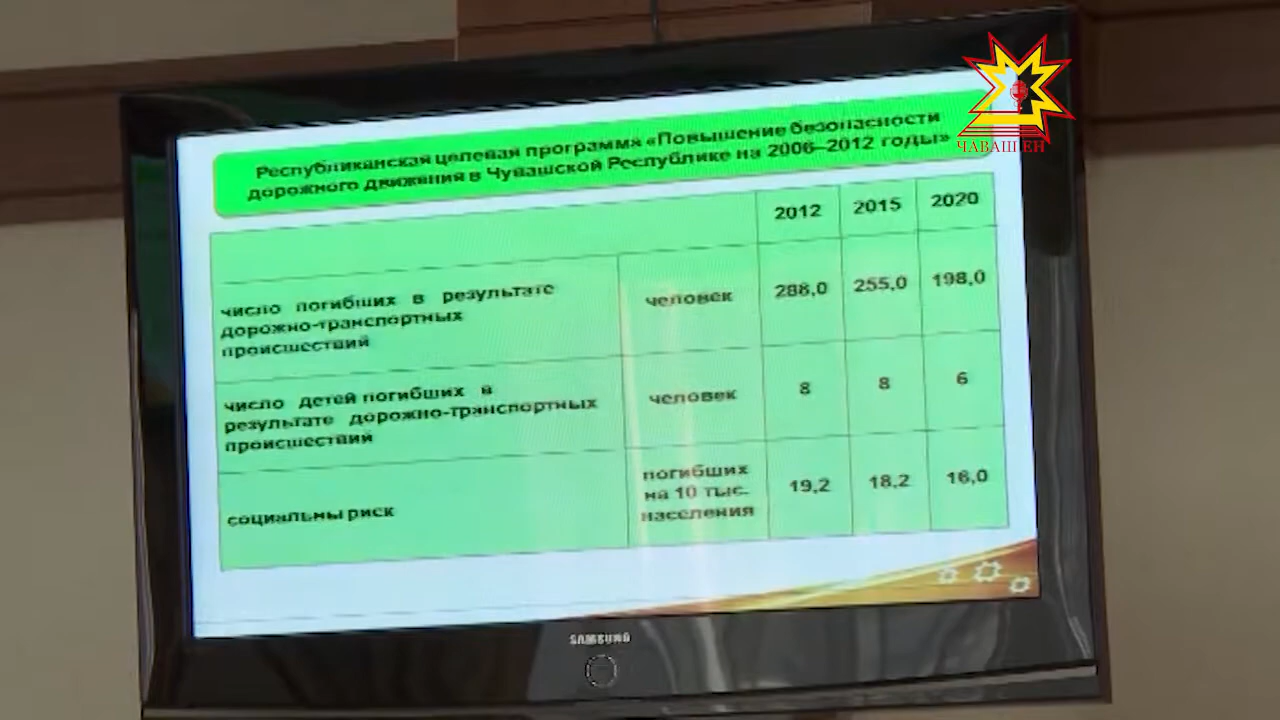 ЧӐВАШ ЕН
Республиканская целевая программа «Повышение безопасности
дорожного движения в Чувашской Республике на 2006–2012 годы»
2012 2015 2020
число погибших в результате
дорожно-транспортных
происшествий
человек
288,0 255,0 198,0
число детей погибших в
результате дорожно-транспортных
происшествий
человек
8 8 6
социальны риск
погибших
на 10 тыс.
населения
19,2 18,2 16,0
SAMSUNG